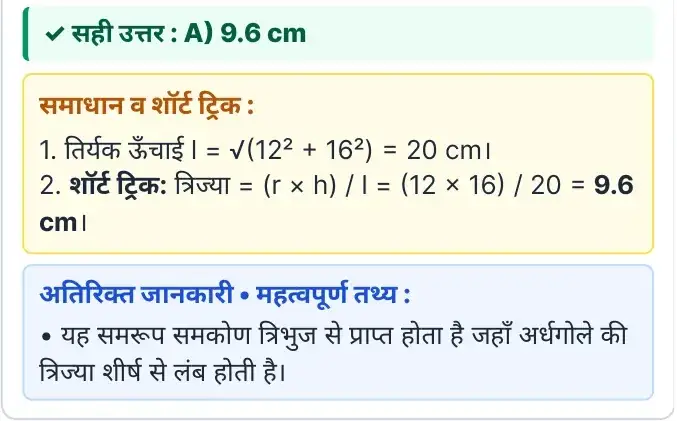 ✓ सही उत्तर : A) 9.6 cm
समाधान व शॉर्ट ट्रिक :
1. तिर्यक ऊँचाई l = √(12² + 16²) = 20 cm।
2. शॉर्ट ट्रिक: त्रिज्या = (r × h) / l = (12 × 16) / 20 = 9.6
cm।
अतिरिक्त जानकारी • महत्वपूर्ण तथ्य :
• यह समरूप समकोण त्रिभुज से प्राप्त होता है जहाँ अर्धगोले की
त्रिज्या शीर्ष से लंब होती है।